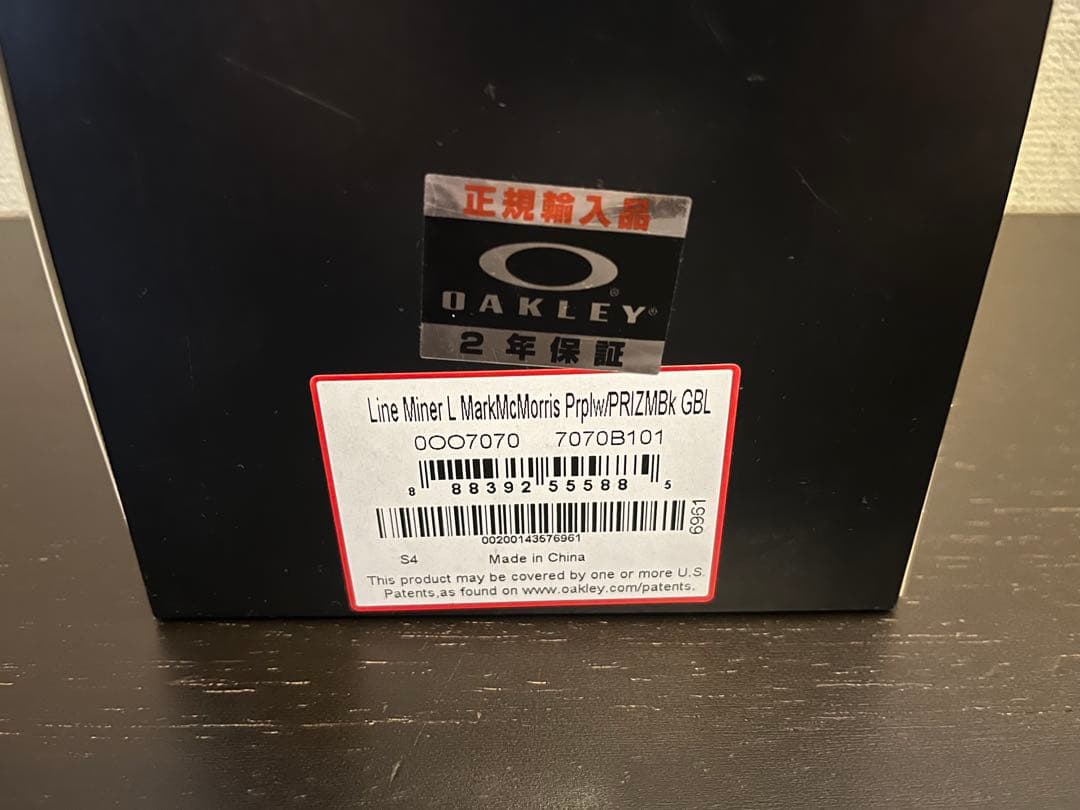 正規輸入品
OAKLEY®
2年保証
Line Miner L MarkMcMorris Prplw/PRIZMBk GBL
0OO7070 7070B101
8 88392 55588 5
00200143576961
6961
S4 Made in China
This product may be covered by one or more U.S.
Patents,as found on www.oakley.com/patents.